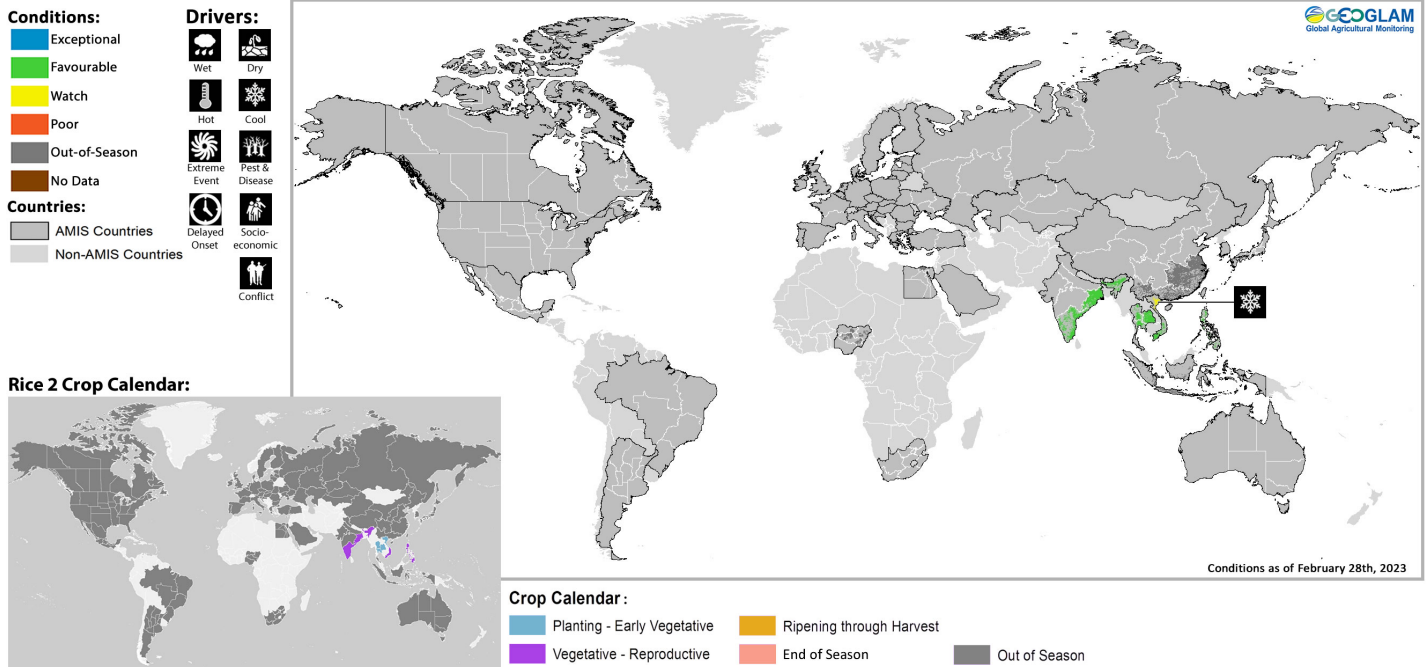 Conditions:
Exceptional
Favourable
Watch
Poor
Out-of-Season
No Data
Countries:
AMIS Countries
Non-AMIS Countries
Drivers:
Wet
Dry
Hot
Cool
Extreme
Event
Pest &
Disease
Delayed
Onset
Socio-
economic
Conflict
GEOGLAM
Global Agricultural Monitoring
Conditions as of February 28th, 2023
Rice 2 Crop Calendar:
Crop Calendar :
Planting - Early Vegetative
Ripening through Harvest
Vegetative - Reproductive
End of Season
Out of Season